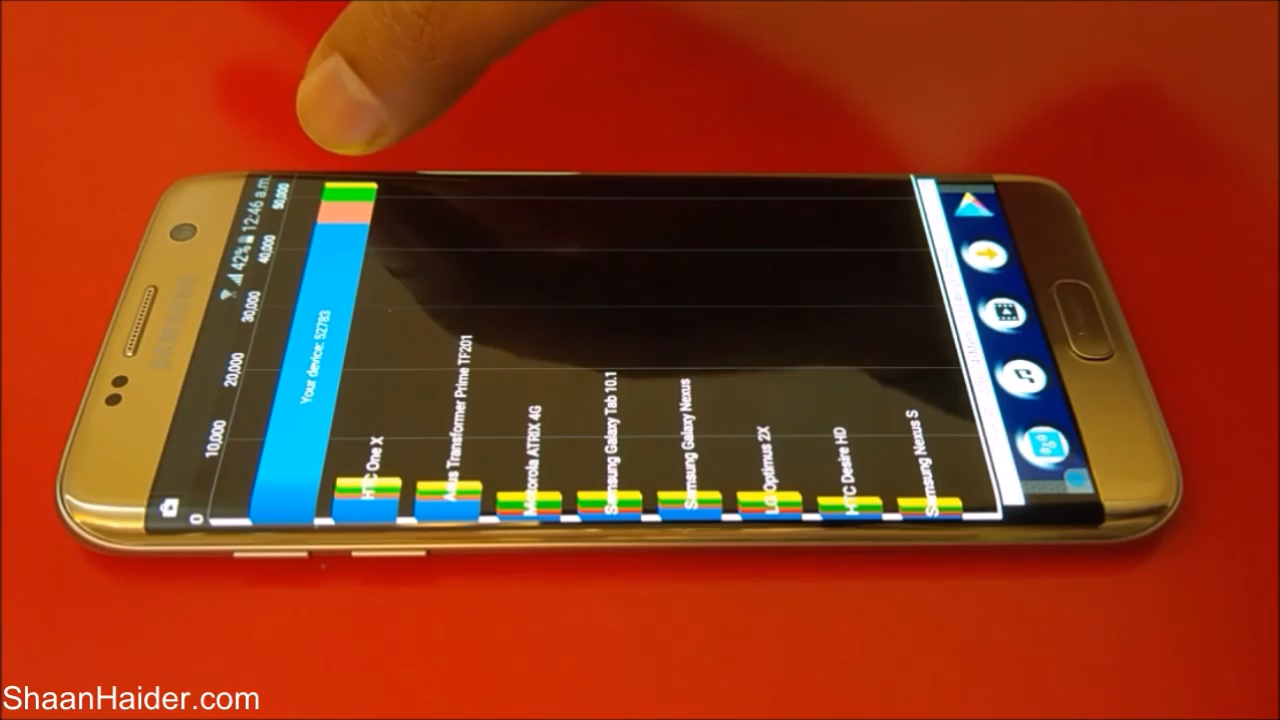 42% 12:46 a.m.
0
10,000
20,000
30,000
40,000
50,000
Your device: 52783
HTC One X
Asus Transformer Prime TF201
Motorola ATRIX 4G
Samsung Galaxy Tab 10.1
Samsung Galaxy Nexus
LG Optimus 2X
HTC Desire HD
Samsung Nexus S
SAMSUNG
ShaanHaider.com